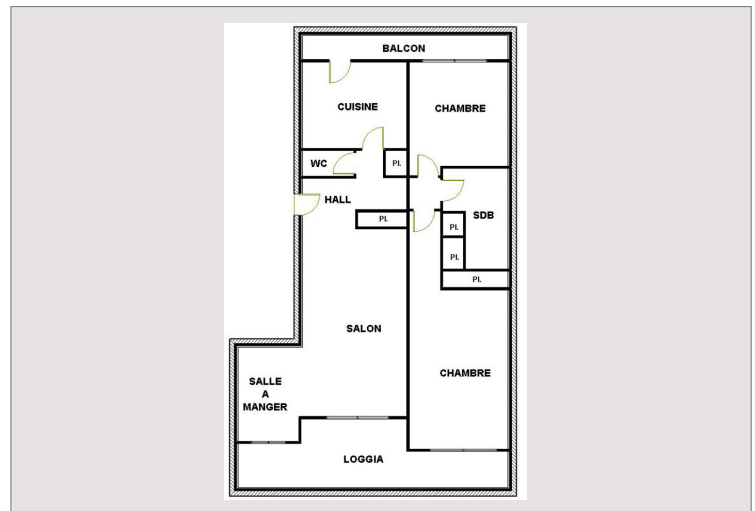 BALCON
CUISINE
CHAMBRE
WC
Pl.
HALL
Pl.
SDB
Pl.
Pl.
Pl.
SALON
CHAMBRE
SALLE
A
MANGER
LOGGIA